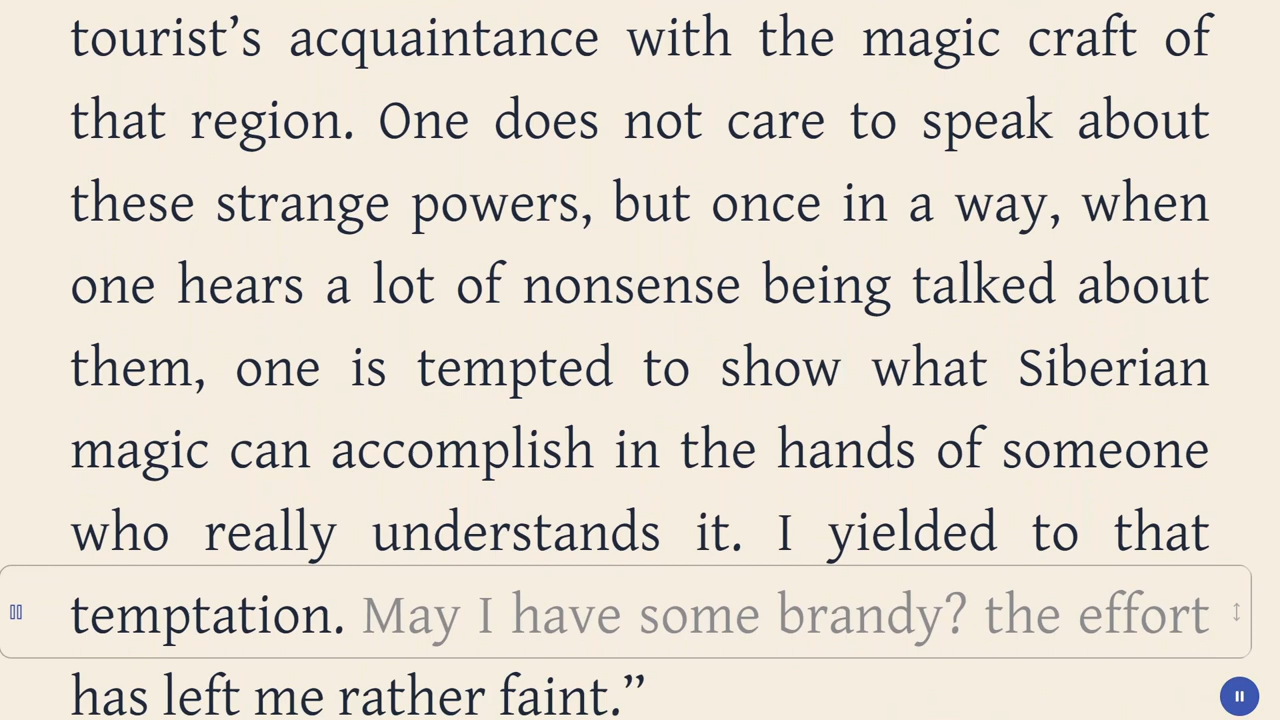 tourist’s acquaintance with the magic craft of
that region. One does not care to speak about
these strange powers, but once in a way, when
one hears a lot of nonsense being talked about
them, one is tempted to show what Siberian
magic can accomplish in the hands of someone
who really understands it. I yielded to that
temptation. May I have some brandy? the effort
has left me rather faint.”